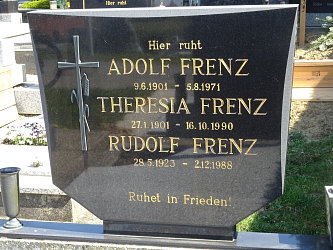 Hier ruht
ADOLF FRENZ
9.6.1901 - 5.8.1971
THERESIA FRENZ
27.1.1901 - 16.10.1990
RUDOLF FRENZ
28.5.1923 - 2.12.1988
Ruhet in Frieden!